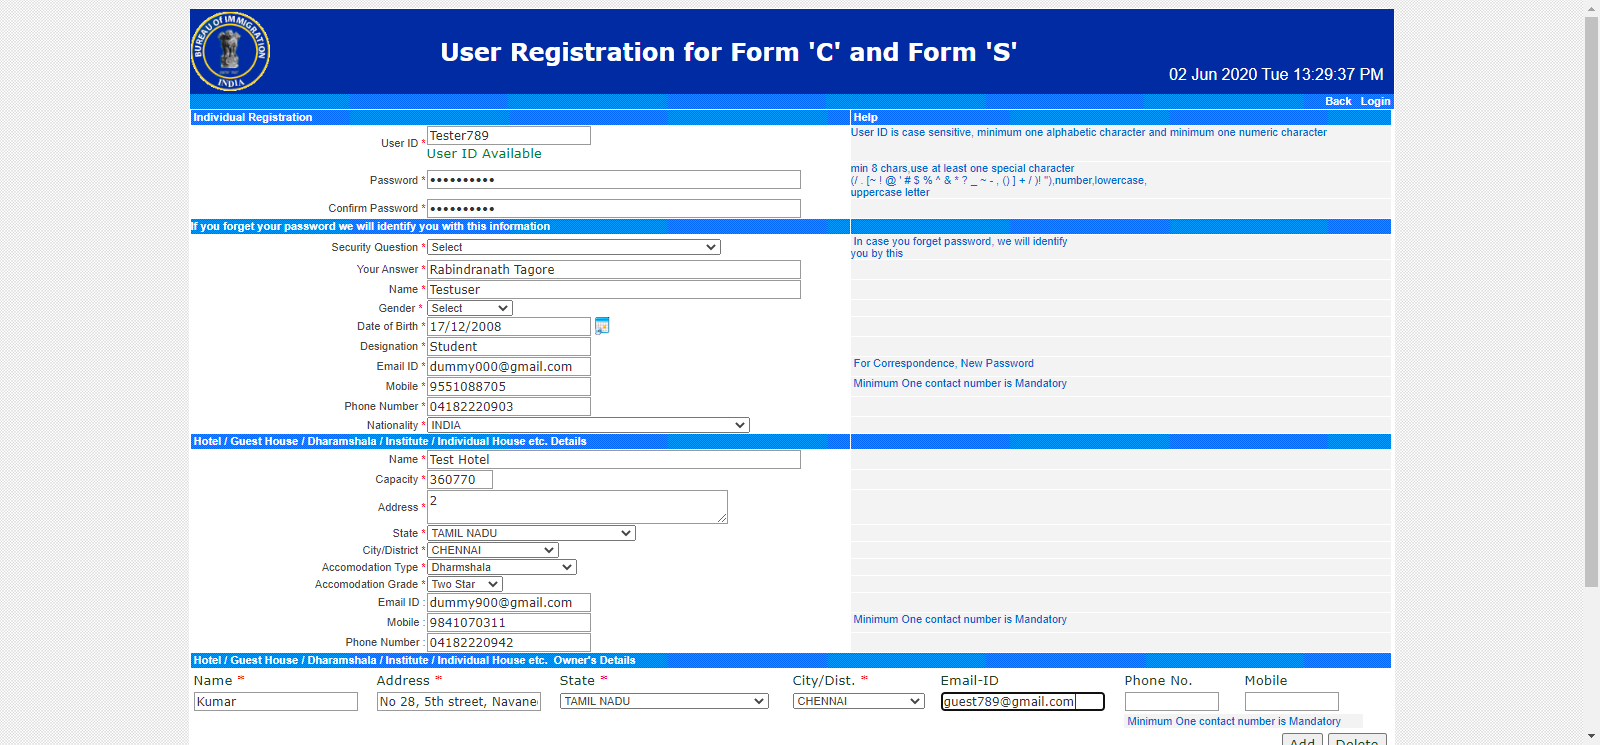 BUREAU OF IMMIGRATION
INDIA
User Registration for Form 'C' and Form 'S'
02 Jun 2020 Tue 13:29:37 PM
Back Login
Individual Registration Help
User ID * Tester789 User ID is case sensitive, minimum one alphabetic character and minimum one numeric character
User ID Available
Password * •••••••••• min 8 chars,use at least one special character
(/ . [~ ! @ ' # $ % ^ & * ? _ ~ - , () ] + / )! "),number,lowercase,
uppercase letter
Confirm Password * ••••••••••
If you forget your password we will identify you with this information
Security Question * Select In case you forget password, we will identify
you by this
Your Answer * Rabindranath Tagore
Name * Testuser
Gender * Select
Date of Birth * 17/12/2008
Designation * Student
Email ID * dummy000@gmail.com For Correspondence, New Password
Mobile * 9551088705 Minimum One contact number is Mandatory
Phone Number * 04182220903
Nationality * INDIA
Hotel / Guest House / Dharamshala / Institute / Individual House etc. Details
Name * Test Hotel
Capacity * 360770
Address * 2
State * TAMIL NADU
City/District * CHENNAI
Accomodation Type * Dharmshala
Accomodation Grade * Two Star
Email ID : dummy900@gmail.com
Mobile : 9841070311 Minimum One contact number is Mandatory
Phone Number : 04182220942
Hotel / Guest House / Dharamshala / Institute / Individual House etc. Owner's Details
Name * Address * State * City/Dist. * Email-ID Phone No. Mobile
Kumar No 28, 5th street, Navanee TAMIL NADU CHENNAI guest789@gmail.com
Minimum One contact number is Mandatory
Add Delete